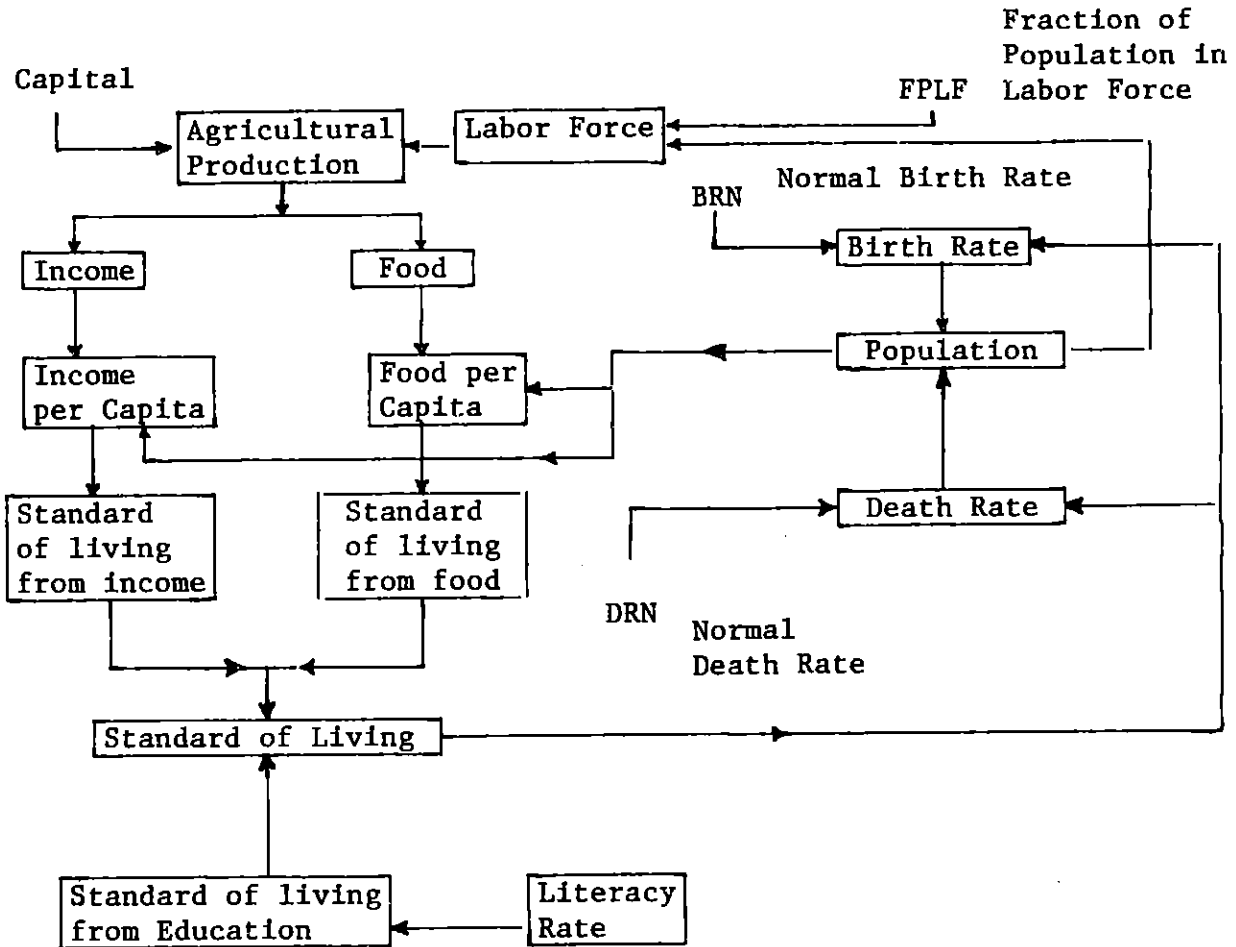 Fraction of
Population in
Labor Force
Capital
FPLF
Agricultural
Production
Labor Force
Normal Birth Rate
BRN
Birth Rate
Income
Food
Population
Income
per Capita
Food per
Capita
Death Rate
Standard
of living
from income
Standard
of living
from food
DRN
Normal
Death Rate
Standard of Living
Standard of living
from Education
Literacy
Rate